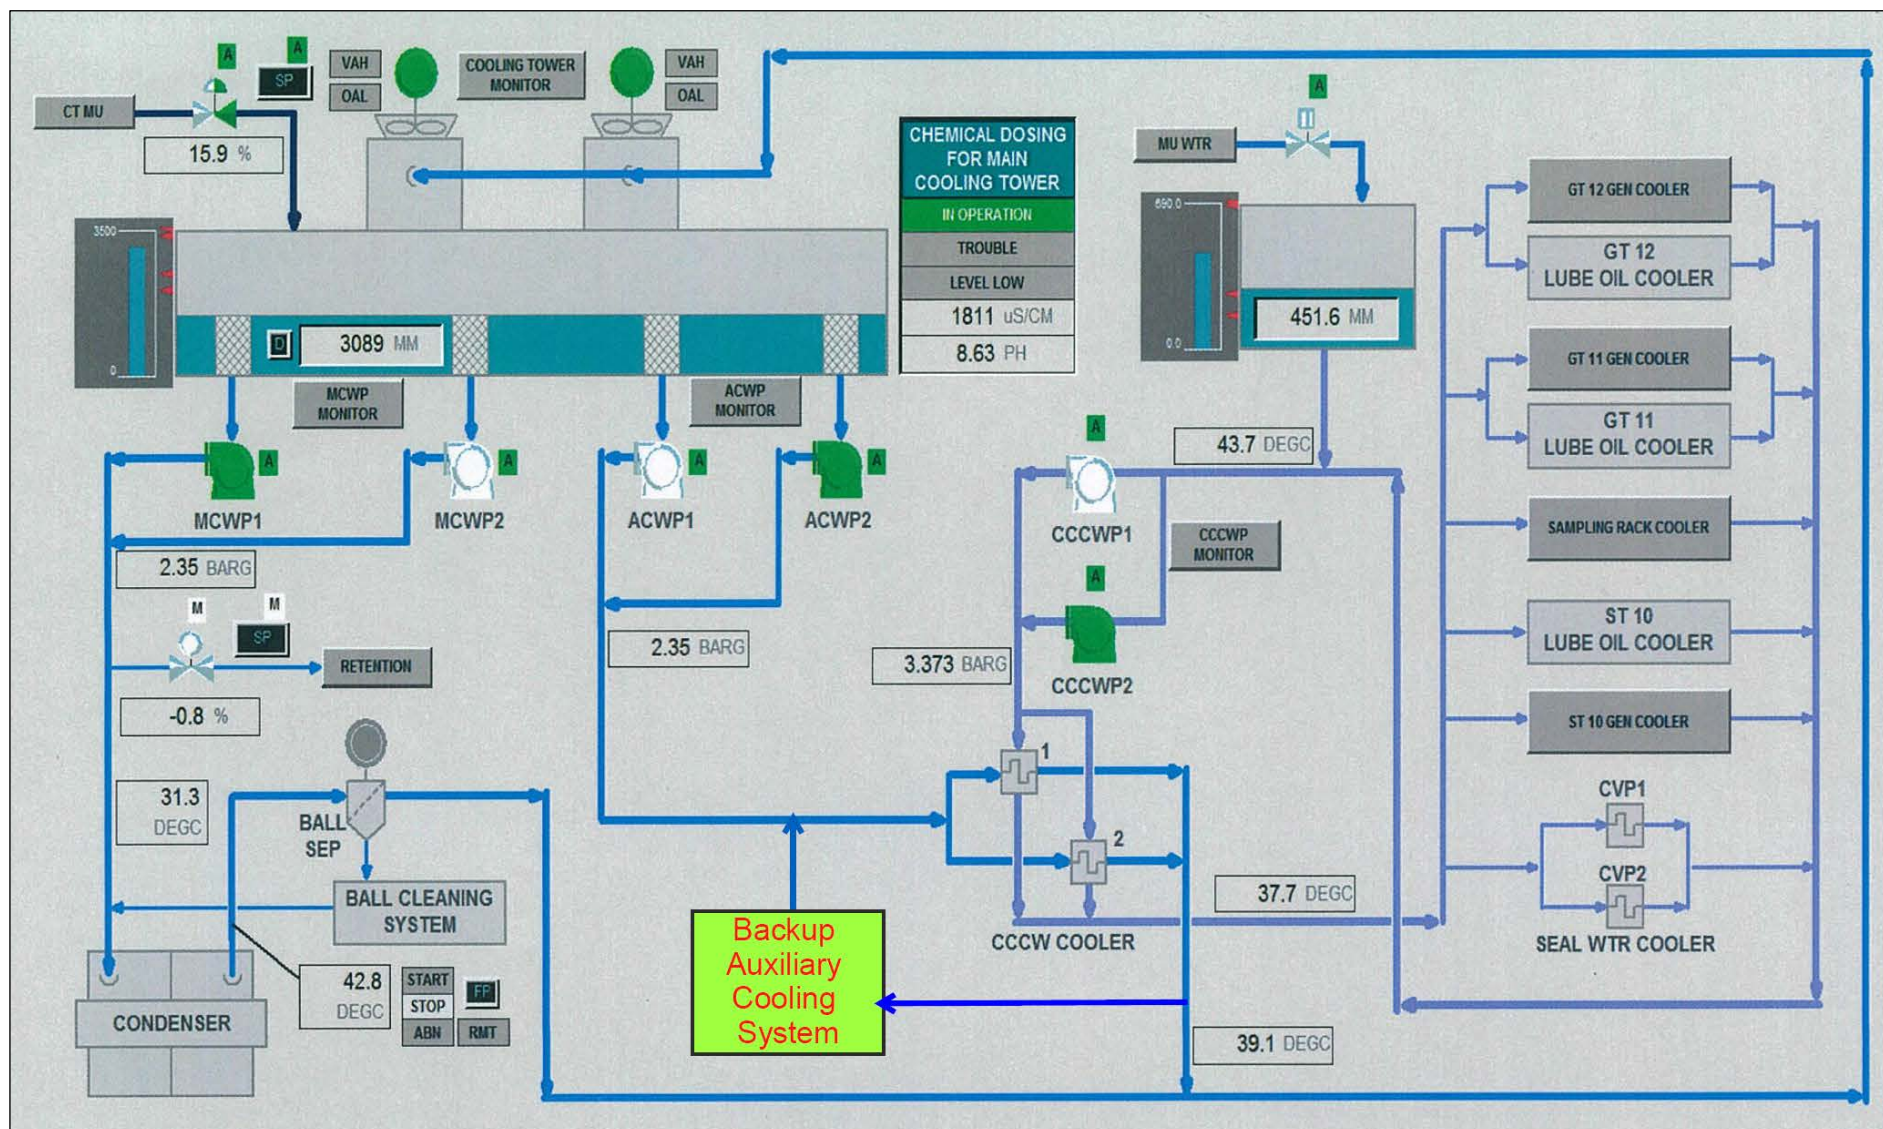 A
A
SP
VAH
OAL
COOLING TOWER
MONITOR
VAH
OAL
CT MU
15.9 %
3500
0
D
3089 MM
CHEMICAL DOSING
FOR MAIN
COOLING TOWER
IN OPERATION
TROUBLE
LEVEL LOW
1811 uS/CM
8.63 PH
A
MU WTR
690.0
0.0
451.6 MM
GT 12 GEN COOLER
GT 12
LUBE OIL COOLER
GT 11 GEN COOLER
GT 11
LUBE OIL COOLER
SAMPLING RACK COOLER
ST 10
LUBE OIL COOLER
ST 10 GEN COOLER
CVP1
CVP2
SEAL WTR COOLER
MCWP
MONITOR
ACWP
MONITOR
A
A
A
A
MCWP1
MCWP2
ACWP1
ACWP2
2.35 BARG
2.35 BARG
A
43.7 DEGC
CCCWP1
CCCWP
MONITOR
A
3.373 BARG
CCCWP2
M
M
SP
RETENTION
-0.8 %
31.3
DEGC
BALL
SEP
BALL CLEANING
SYSTEM
CONDENSER
42.8
DEGC
START
STOP
ABN
RMT
FP
1
2
37.7 DEGC
CCCW COOLER
Backup
Auxiliary
Cooling
System
39.1 DEGC